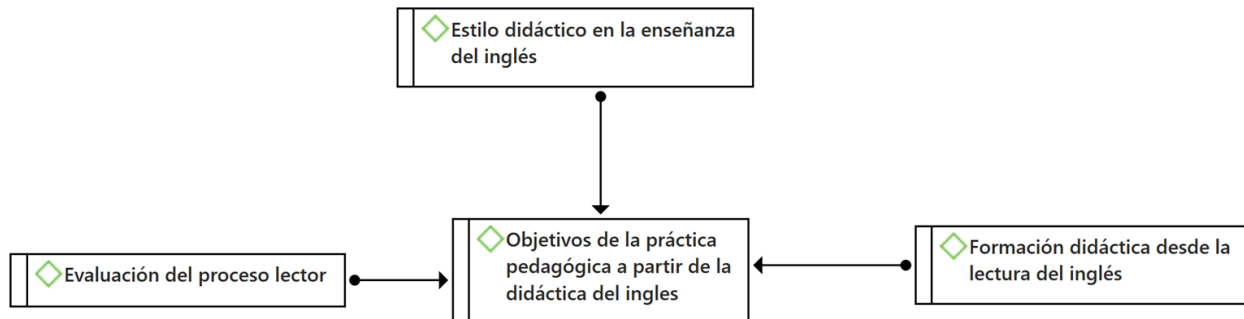 Estilo didáctico en la enseñanza
del inglés
Evaluación del proceso lector
Objetivos de la práctica
pedagógica a partir de la
didáctica del ingles
Formación didáctica desde la
lectura del inglés